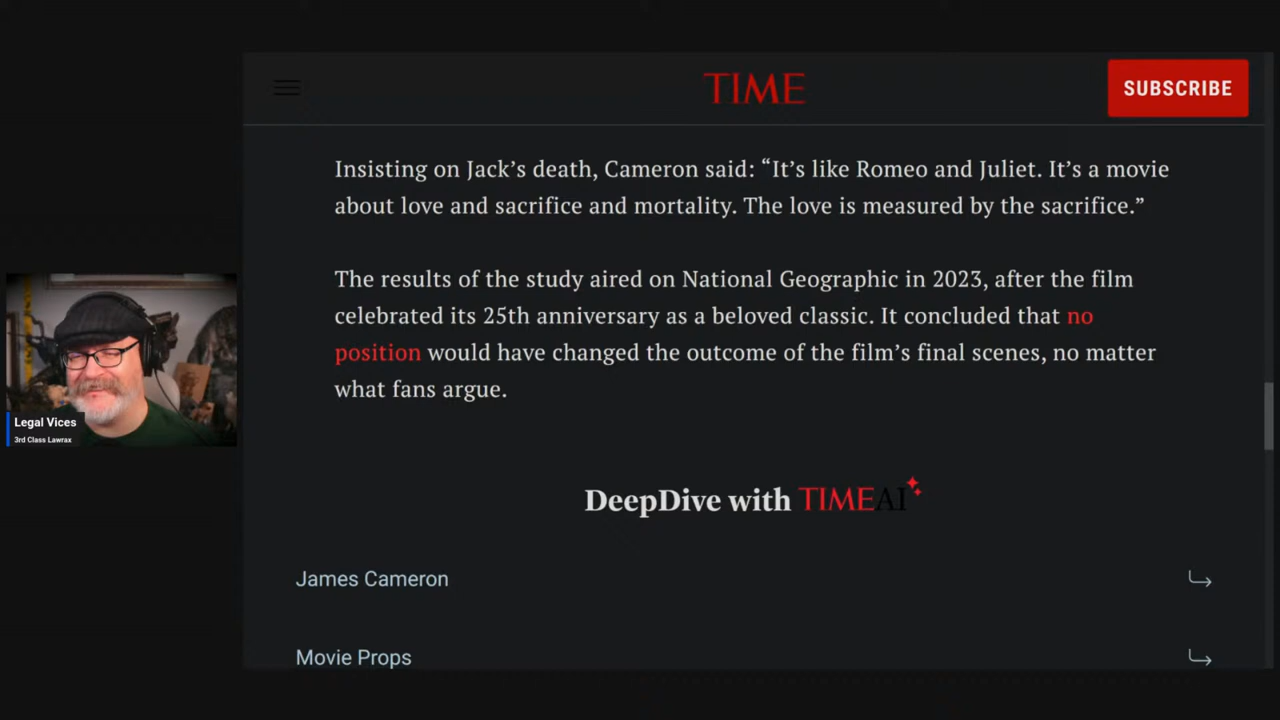 TIME
SUBSCRIBE
Insisting on Jack’s death, Cameron said: “It’s like Romeo and Juliet. It’s a movie
about love and sacrifice and mortality. The love is measured by the sacrifice.”
The results of the study aired on National Geographic in 2023, after the film
celebrated its 25th anniversary as a beloved classic. It concluded that no
position would have changed the outcome of the film’s final scenes, no matter
what fans argue.
Legal Vices
3rd Class Lawrax
DeepDive with TIMEAI
James Cameron
Movie Props